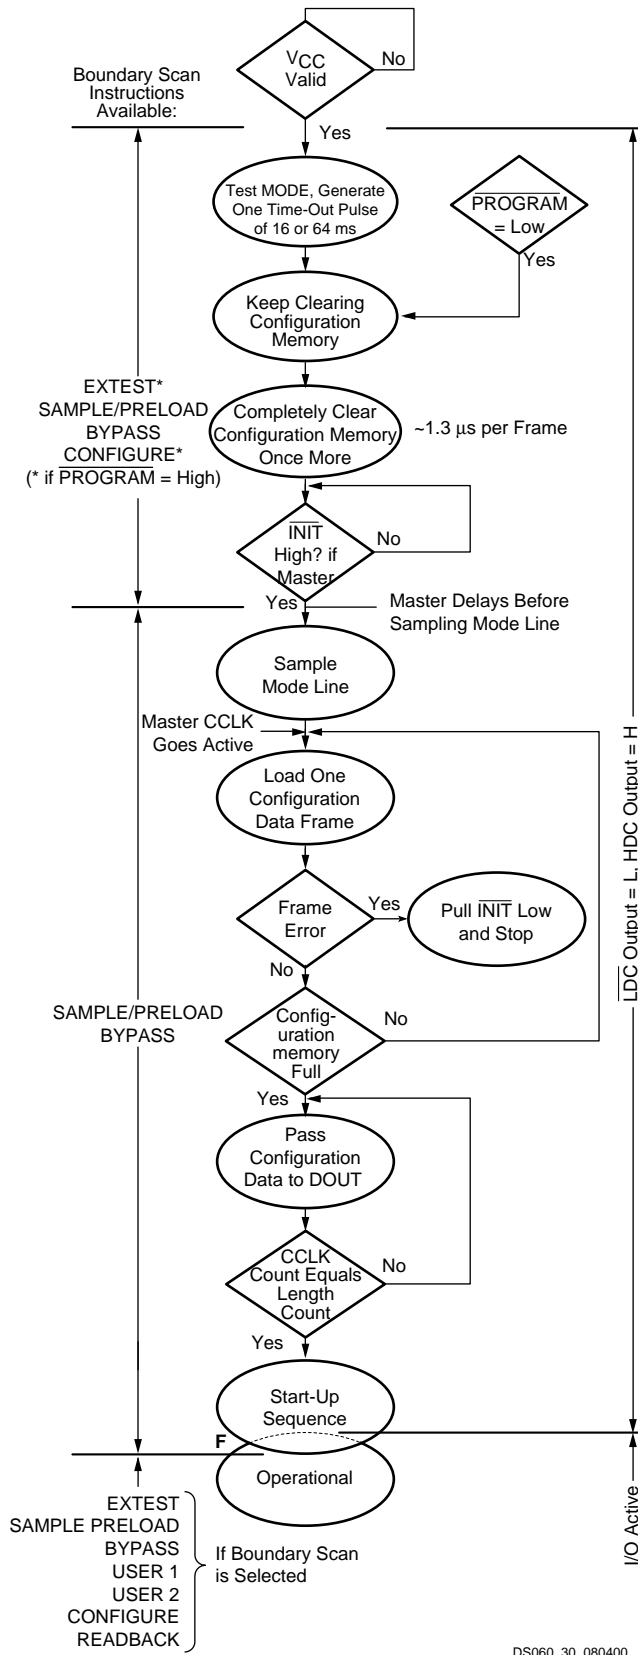 Boundary Scan
Instructions
Available:
VCC
Valid
No
Yes
Test MODE, Generate
One Time-Out Pulse
of 16 or 64 ms
PROGRAM
= Low
Yes
Keep Clearing
Configuration
Memory
EXTEST*
SAMPLE/PRELOAD
BYPASS
CONFIGURE*
(* if PROGRAM = High)
Completely Clear
Configuration Memory
Once More
~1.3 μs per Frame
INIT
High? if
Master
No
Yes
Master Delays Before
Sampling Mode Line
Sample
Mode Line
Master CCLK
Goes Active
Load One
Configuration
Data Frame
Frame
Error
Yes
Pull INIT Low
and Stop
No
SAMPLE/PRELOAD
BYPASS
Config-
uration
memory
Full
No
Yes
Pass
Configuration
Data to DOUT
CCLK
Count Equals
Length
Count
No
Yes
Start-Up
Sequence
F
Operational
LDC Output = L, HDC Output = H
I/O Active
EXTEST
SAMPLE PRELOAD
BYPASS
USER 1
USER 2
CONFIGURE
READBACK
If Boundary Scan
is Selected
DS060_30_080400